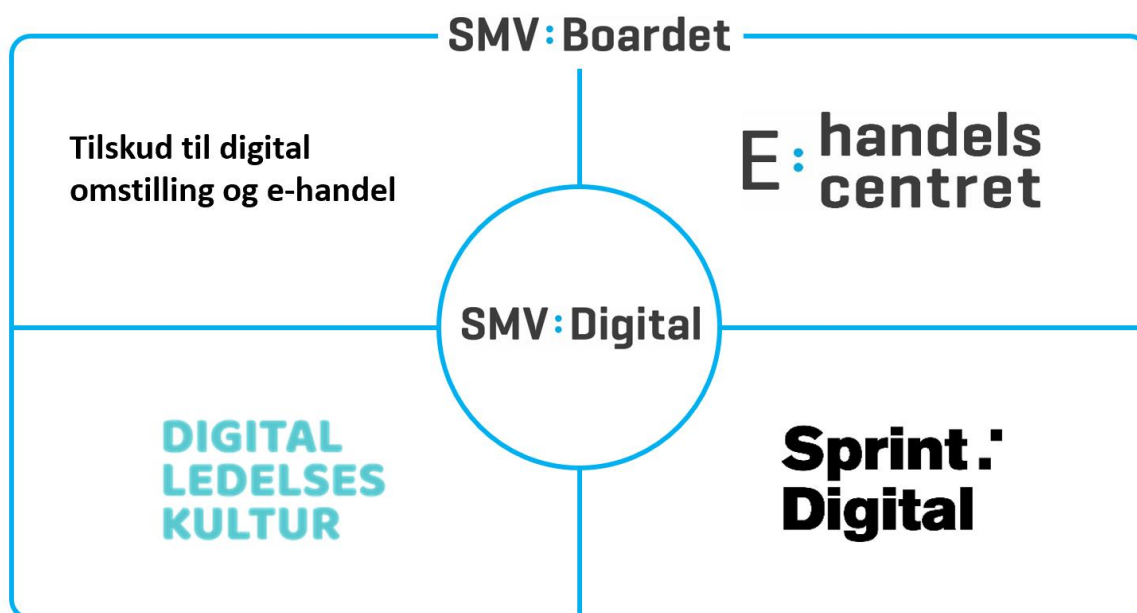 SMV:Boardet
Tilskud til digital
omstilling og e-handel
E:handels
centret
SMV:Digital
DIGITAL
LEDELSES
KULTUR
Sprint:
Digital